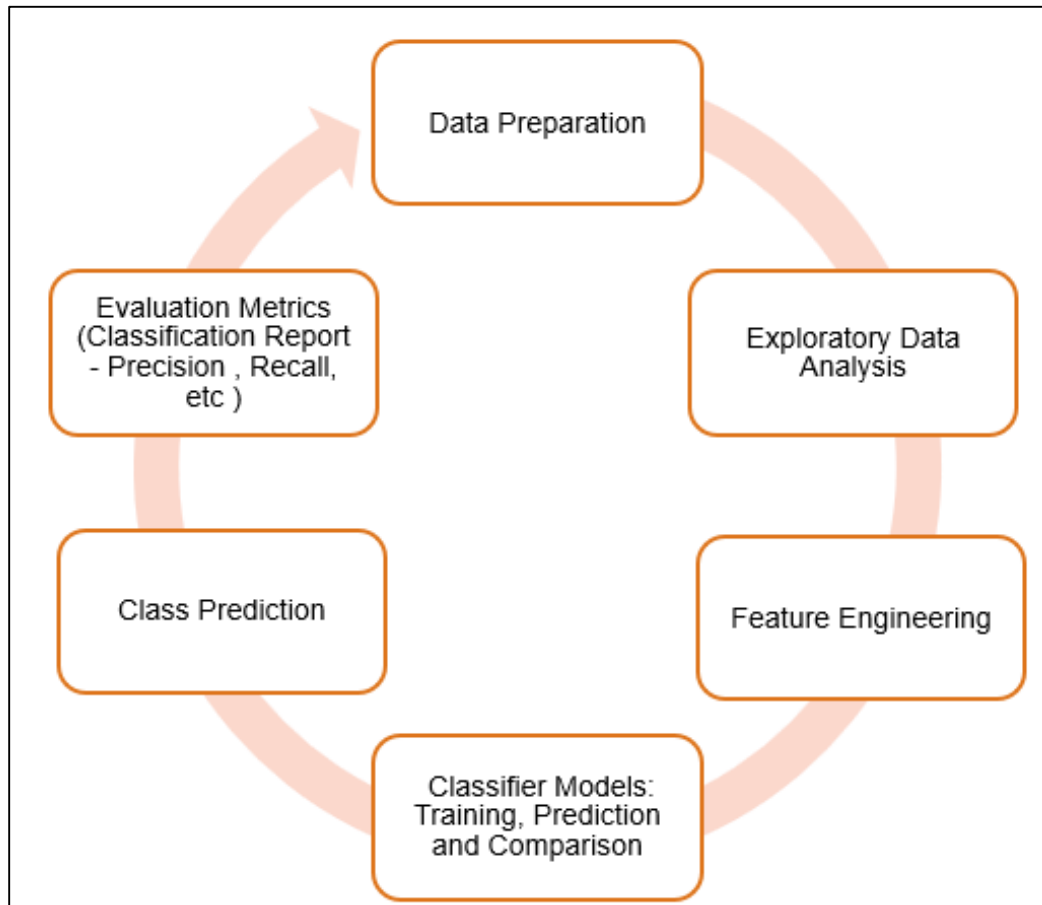 Data Preparation
Exploratory Data
Analysis
Feature Engineering
Classifier Models:
Training, Prediction
and Comparison
Class Prediction
Evaluation Metrics
(Classification Report
- Precision , Recall,
etc )